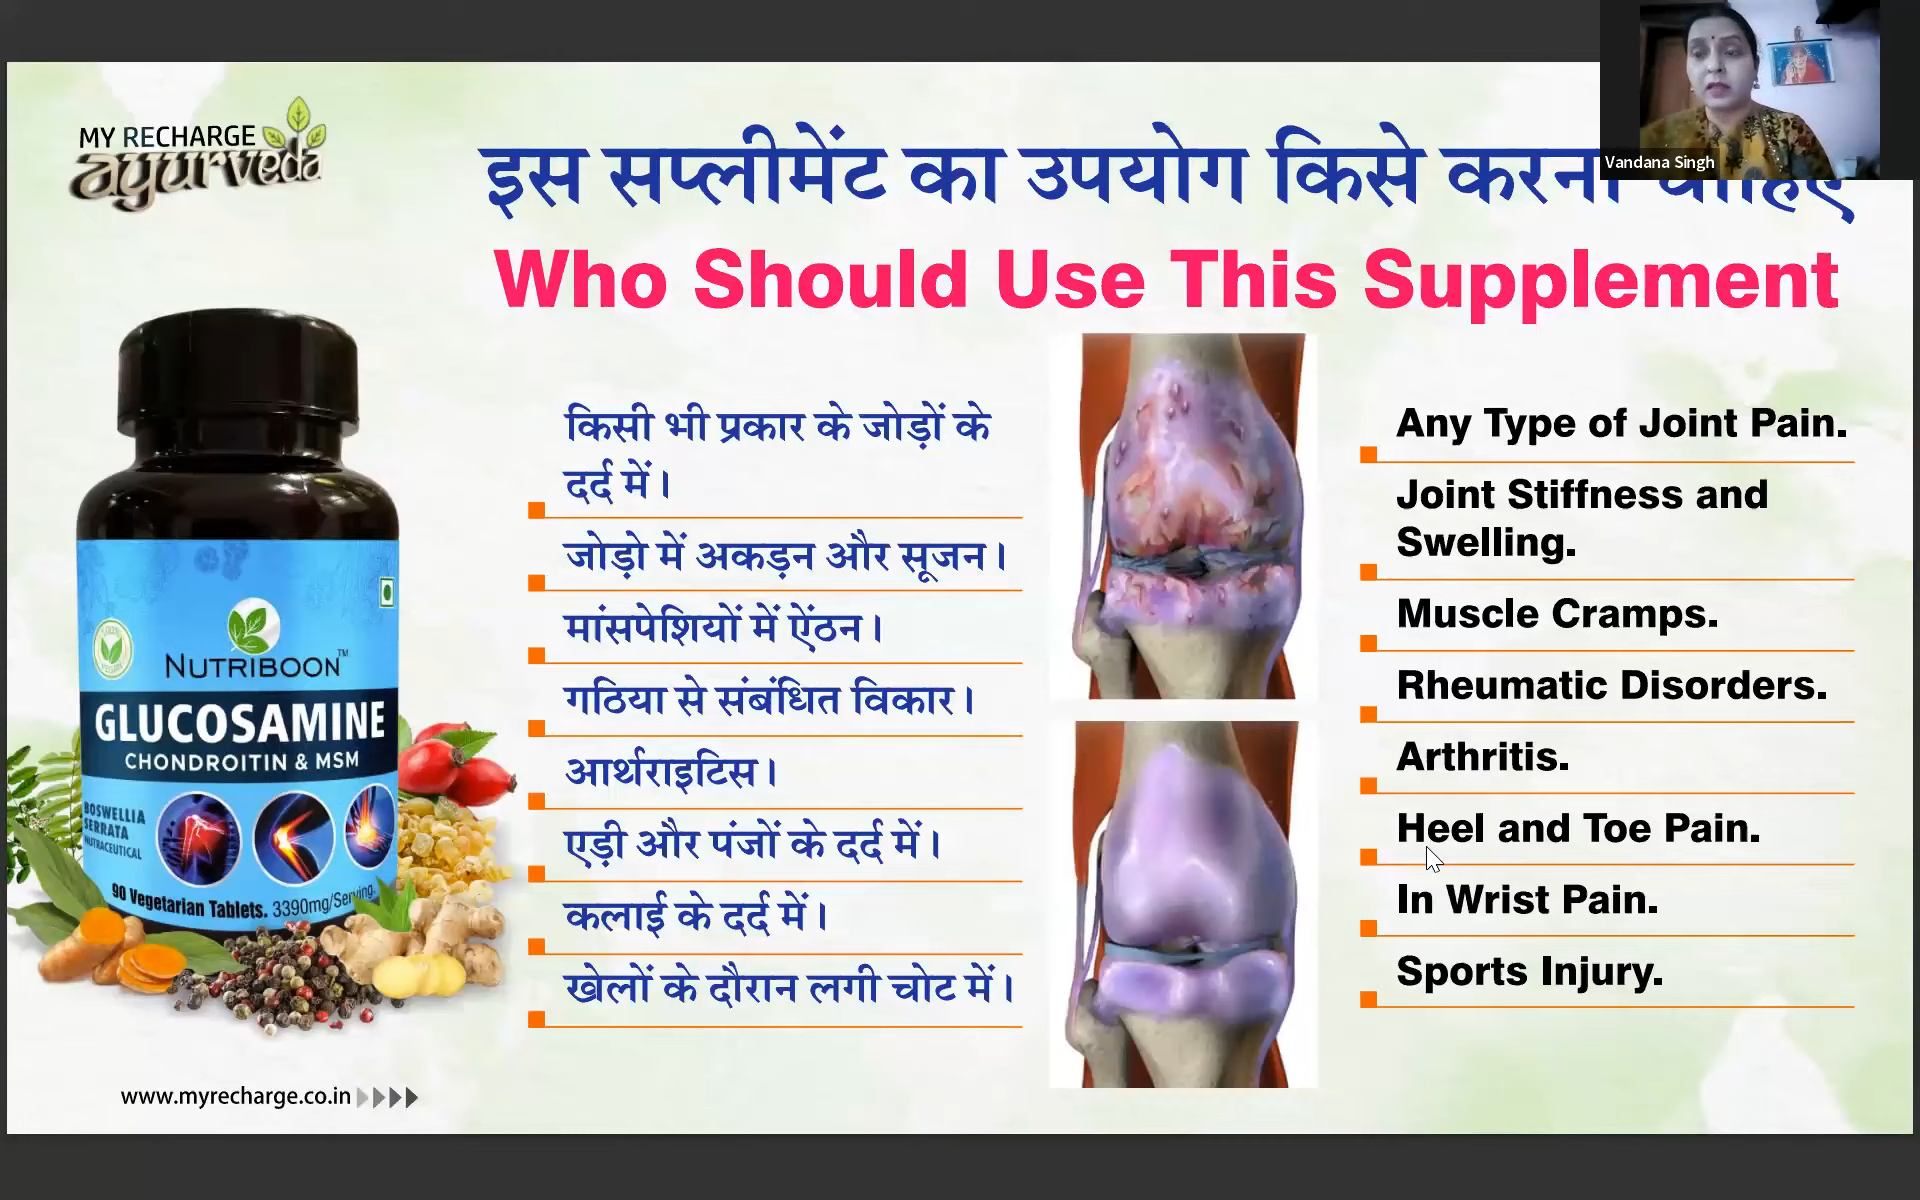 MY RECHARGE
ayurveda
Vandana Singh
इस सप्लीमेंट का उपयोग किसे करना चाहिए
Who Should Use This Supplement
किसी भी प्रकार के जोड़ों के
दर्द में।
जोड़ो में अकड़न और सूजन।
मांसपेशियों में ऐंठन।
गठिया से संबंधित विकार।
आर्थराइटिस।
एड़ी और पंजों के दर्द में।
कलाई के दर्द में।
खेलों के दौरान लगी चोट में।
Any Type of Joint Pain.
Joint Stiffness and
Swelling.
Muscle Cramps.
Rheumatic Disorders.
Arthritis.
Heel and Toe Pain.
In Wrist Pain.
Sports Injury.
NUTRIBOON™
GLUCOSAMINE
CHONDROITIN & MSM
BOSWELLIA
SERRATA
NUTRACEUTICAL
90 Vegetarian Tablets. 3390mg/Serving.
www.myrecharge.co.in